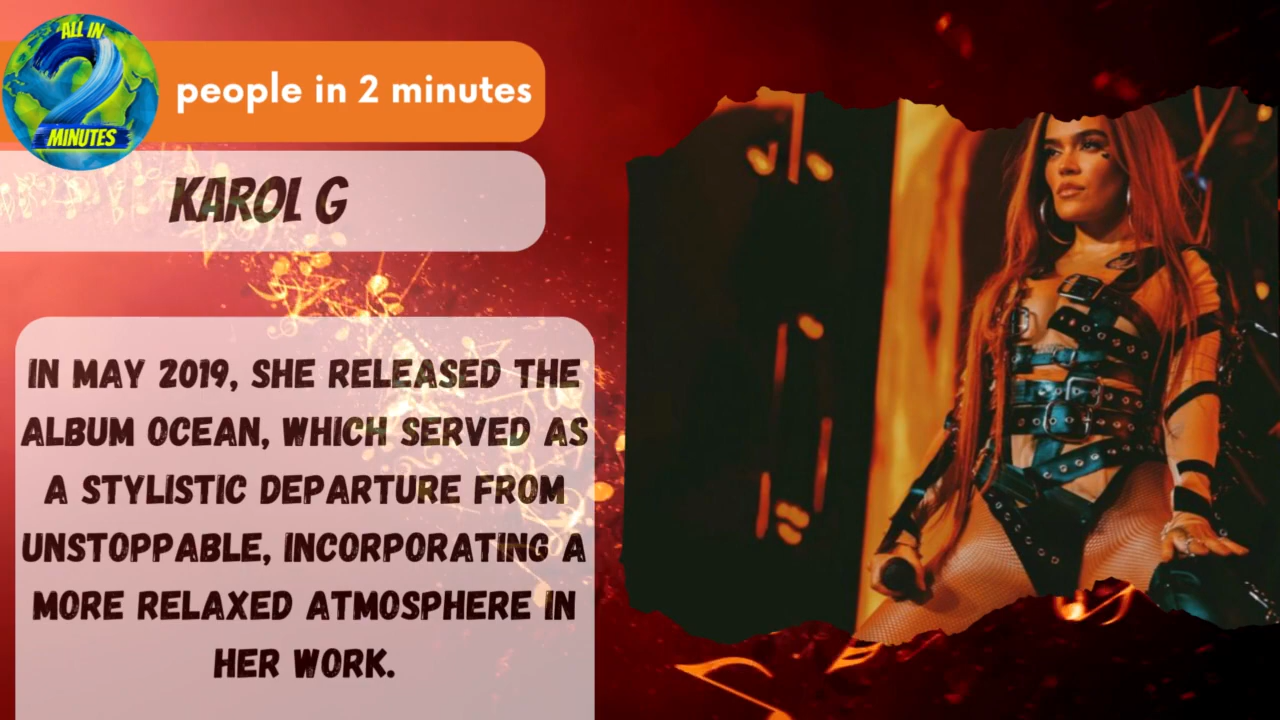 ALL IN
2
MINUTES
people in 2 minutes
KAROL G
IN MAY 2019, SHE RELEASED THE
ALBUM OCEAN, WHICH SERVED AS
A STYLISTIC DEPARTURE FROM
UNSTOPPABLE, INCORPORATING A
MORE RELAXED ATMOSPHERE IN
HER WORK.